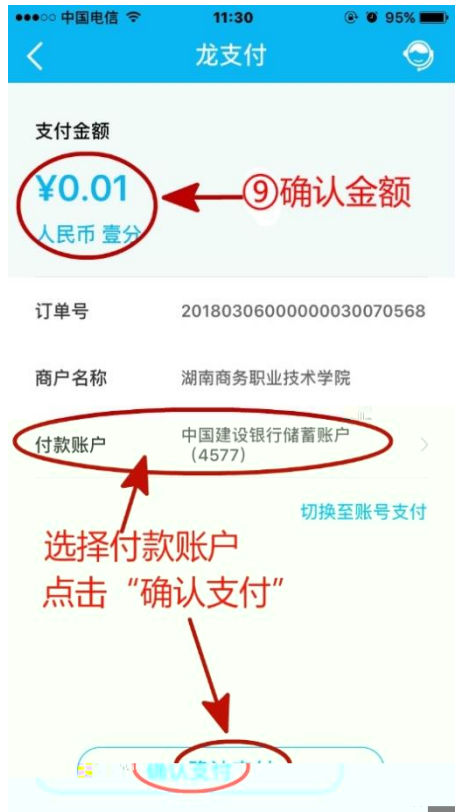 中国电信 11:30 95%
龙支付
支付金额
¥0.01
⑨确认金额
人民币 壹分
订单号 20180306000000030070568
商户名称 湖南商务职业技术学院
付款账户 中国建设银行储蓄账户
(4577)
切换至账号支付
选择付款账户
点击“确认支付”
确认支付